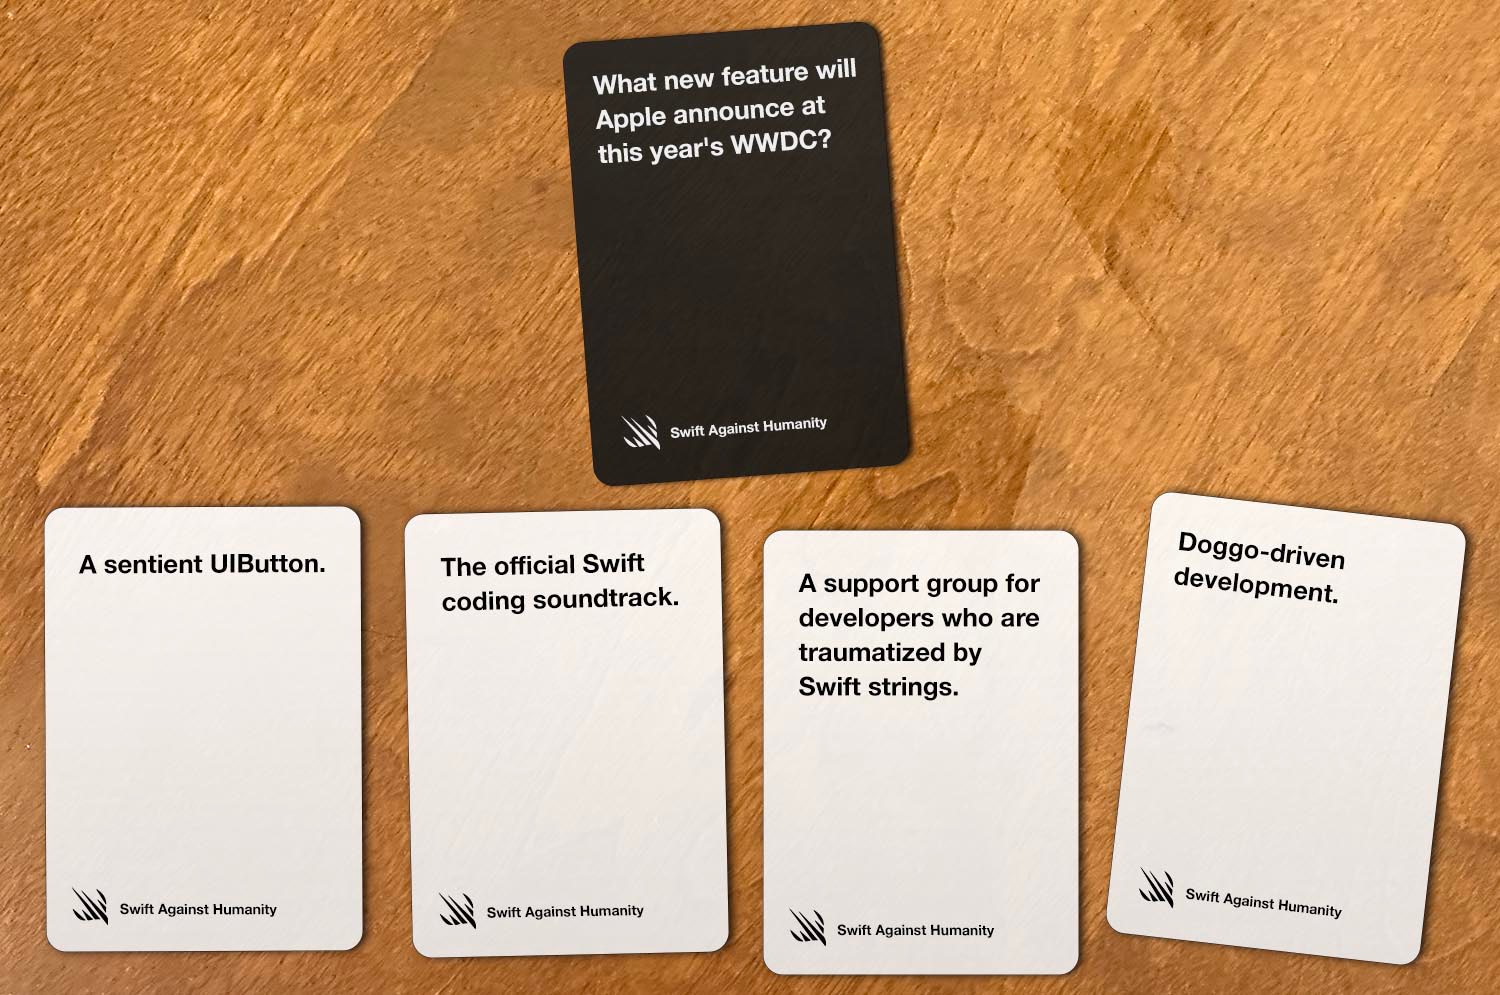 What new feature will
Apple announce at
this year's WWDC?
Swift Against Humanity
A sentient UIButton.
Swift Against Humanity
The official Swift
coding soundtrack.
Swift Against Humanity
A support group for
developers who are
traumatized by
Swift strings.
Swift Against Humanity
Doggo-driven
development.
Swift Against Humanity